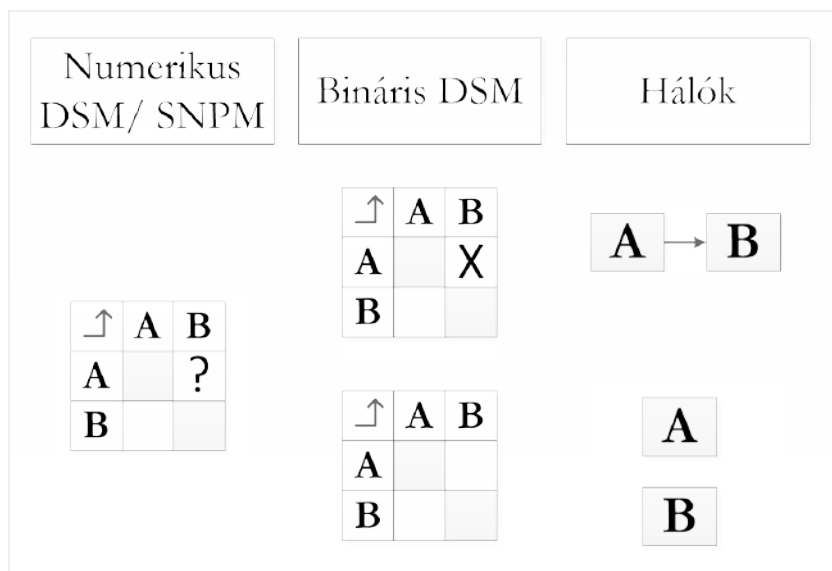 Numerikus
DSM/ SNPM
Bináris DSM
Hálók
A B
A ?
B
A B
A X
B
A B
A
B
A B
A
B